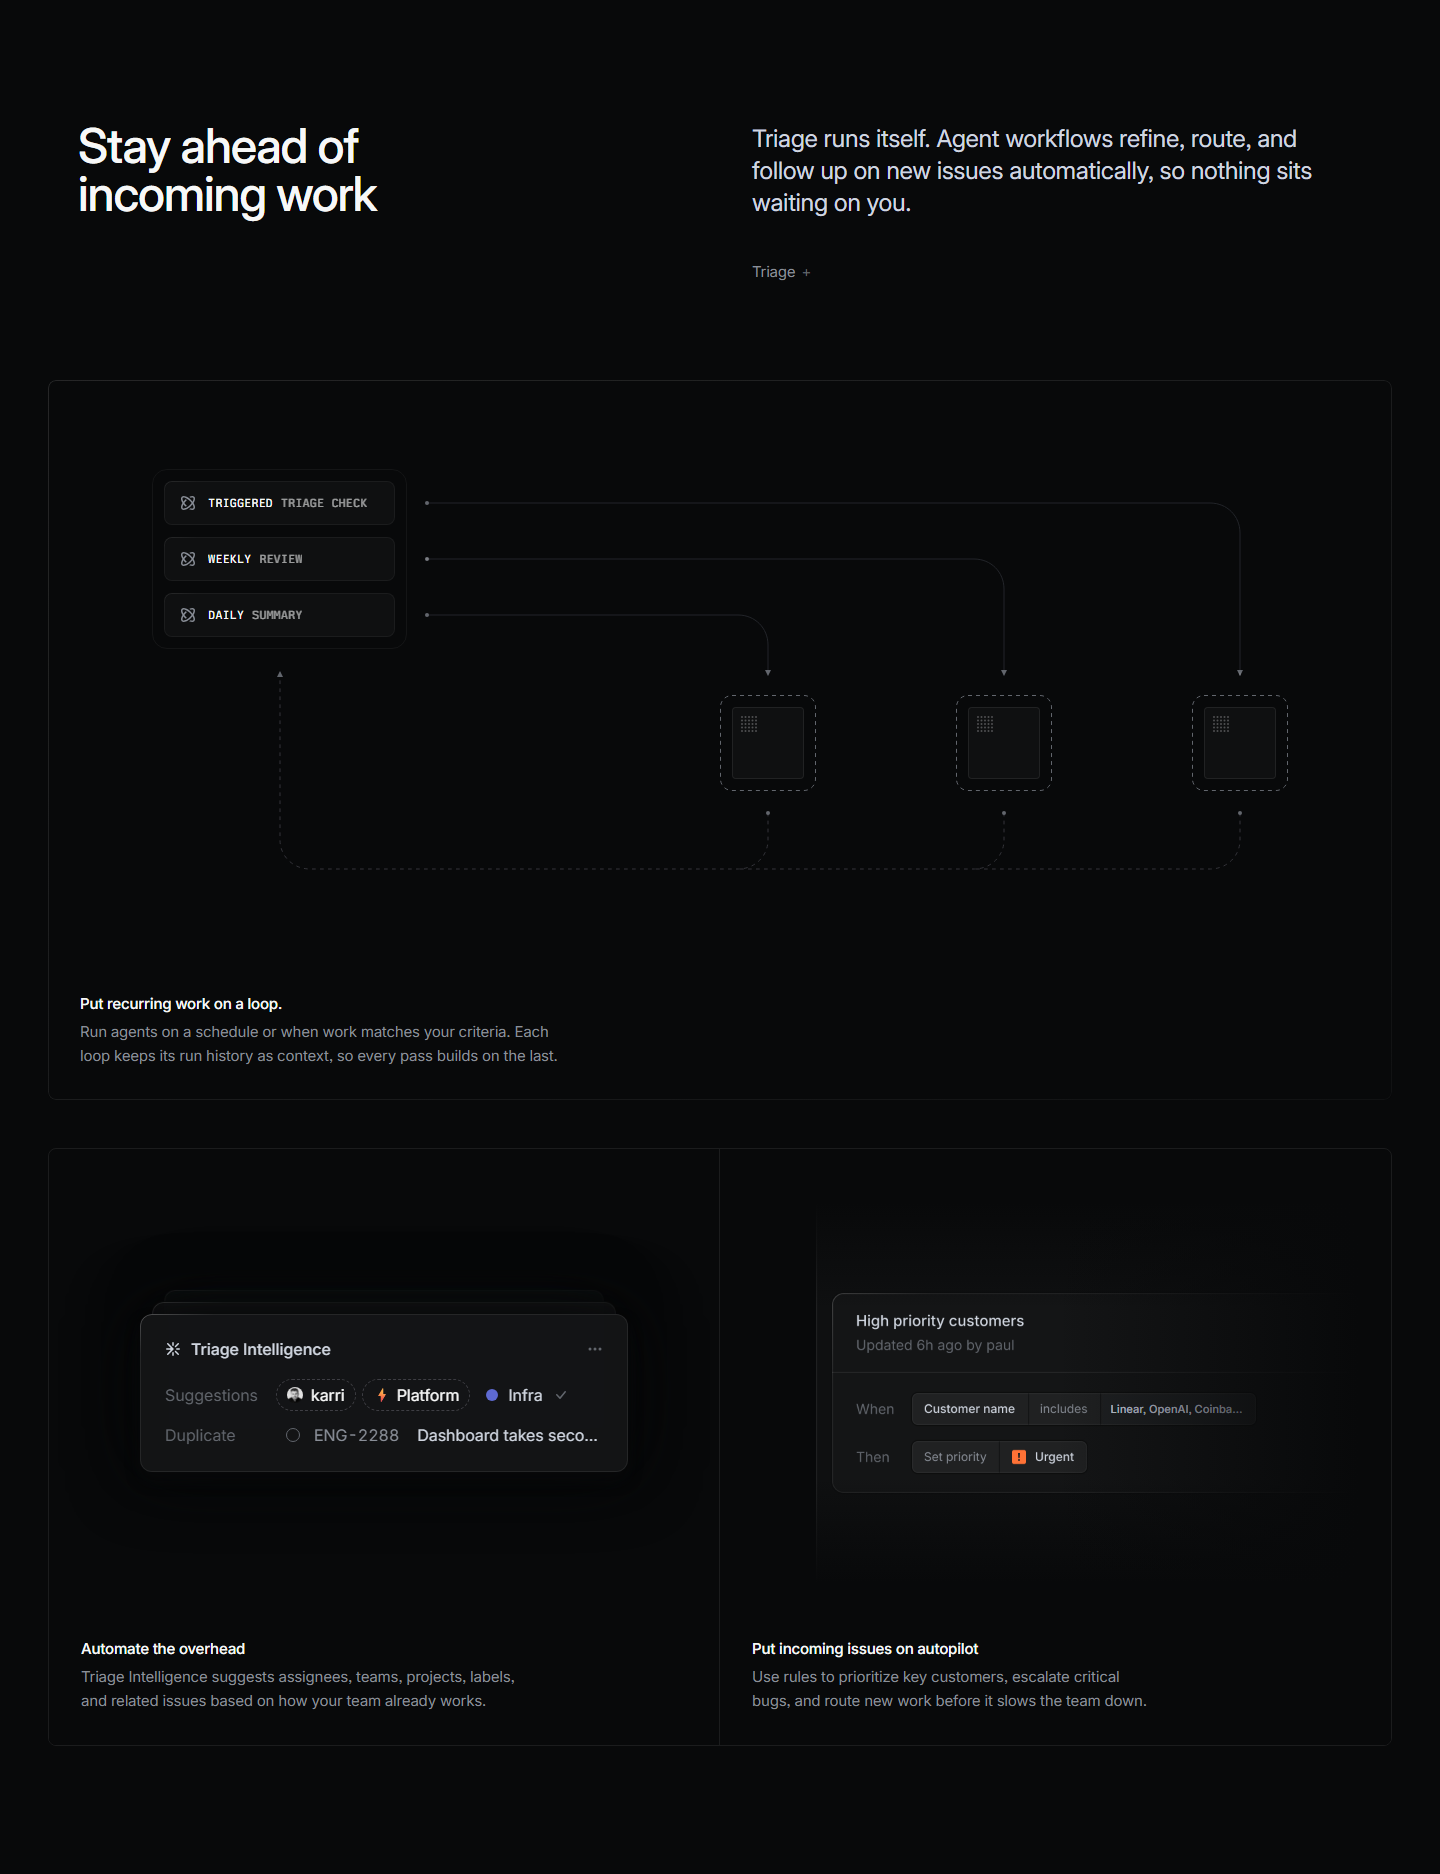 Stay ahead of
incoming work
Triage runs itself. Agent workflows refine, route, and
follow up on new issues automatically, so nothing sits
waiting on you.
Triage +
TRIGGERED TRIAGE CHECK
WEEKLY REVIEW
DAILY SUMMARY
Put recurring work on a loop.
Run agents on a schedule or when work matches your criteria. Each
loop keeps its run history as context, so every pass builds on the last.
Triage Intelligence
Suggestions karri Platform Infra
Duplicate ENG-2288 Dashboard takes seco...
Automate the overhead
Triage Intelligence suggests assignees, teams, projects, labels,
and related issues based on how your team already works.
High priority customers
Updated 6h ago by paul
When Customer name includes Linear, OpenAI, Coinba...
Then Set priority Urgent
Put incoming issues on autopilot
Use rules to prioritize key customers, escalate critical
bugs, and route new work before it slows the team down.